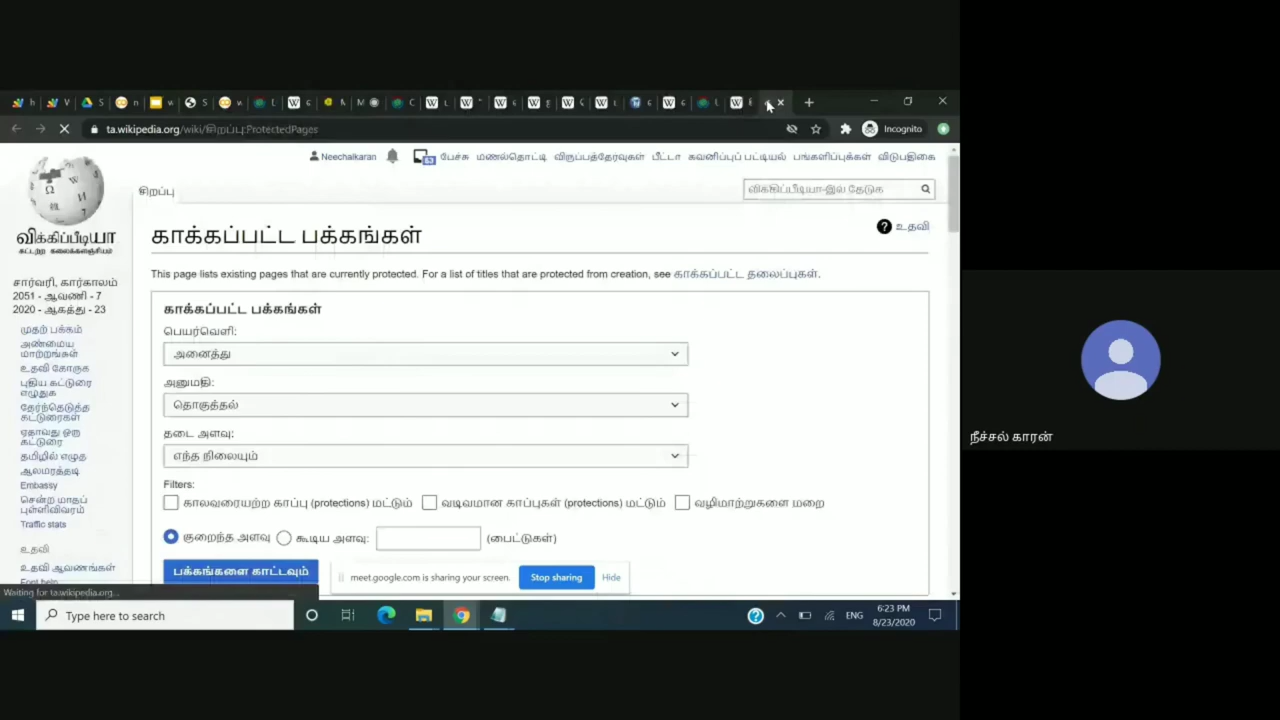 ta.wikipedia.org/wiki/சிறப்பு:ProtectedPages
Incognito
Neechalkaran
63
பேச்சு மணல்தொட்டி விருப்பத்தேர்வுகள் பீட்டா கவனிப்புப் பட்டியல் பங்களிப்புக்கள் விடுபதிகை
சிறப்பு
விக்கிப்பீடியா-இல் தேடுக
விக்கிப்பீடியா
கட்டற்ற கலைக்களஞ்சியம்
காக்கப்பட்ட பக்கங்கள்
உதவி
This page lists existing pages that are currently protected. For a list of titles that are protected from creation, see காக்கப்பட்ட தலைப்புகள்.
சார்வரி, கார்காலம்
2051 - ஆவணி - 7
2020 - ஆகத்து - 23
முதற் பக்கம்
அண்மைய
மாற்றங்கள்
உதவி கோருக
புதிய கட்டுரை
எழுதுக
தேர்ந்தெடுத்த
கட்டுரைகள்
ஏதாவது ஒரு
கட்டுரை
தமிழில் எழுத
ஆலமரத்தடி
Embassy
சென்ற மாதப்
புள்ளிவிவரம்
Traffic stats
உதவி
உதவி ஆவணங்கள்
Font help
காக்கப்பட்ட பக்கங்கள்
பெயர்வெளி:
அனைத்து
அனுமதி:
தொகுத்தல்
தடை அளவு:
எந்த நிலையும்
Filters:
காலவரையற்ற காப்பு (protections) மட்டும் வடிவமான காப்புகள் (protections) மட்டும் வழிமாற்றுகளை மறை
குறைந்த அளவு கூடிய அளவு: (பைட்டுகள்)
பக்கங்களை காட்டவும்
meet.google.com is sharing your screen. Stop sharing Hide
Waiting for ta.wikipedia.org...
Type here to search
ENG
6:23 PM
8/23/2020
நீச்சல் காரன்